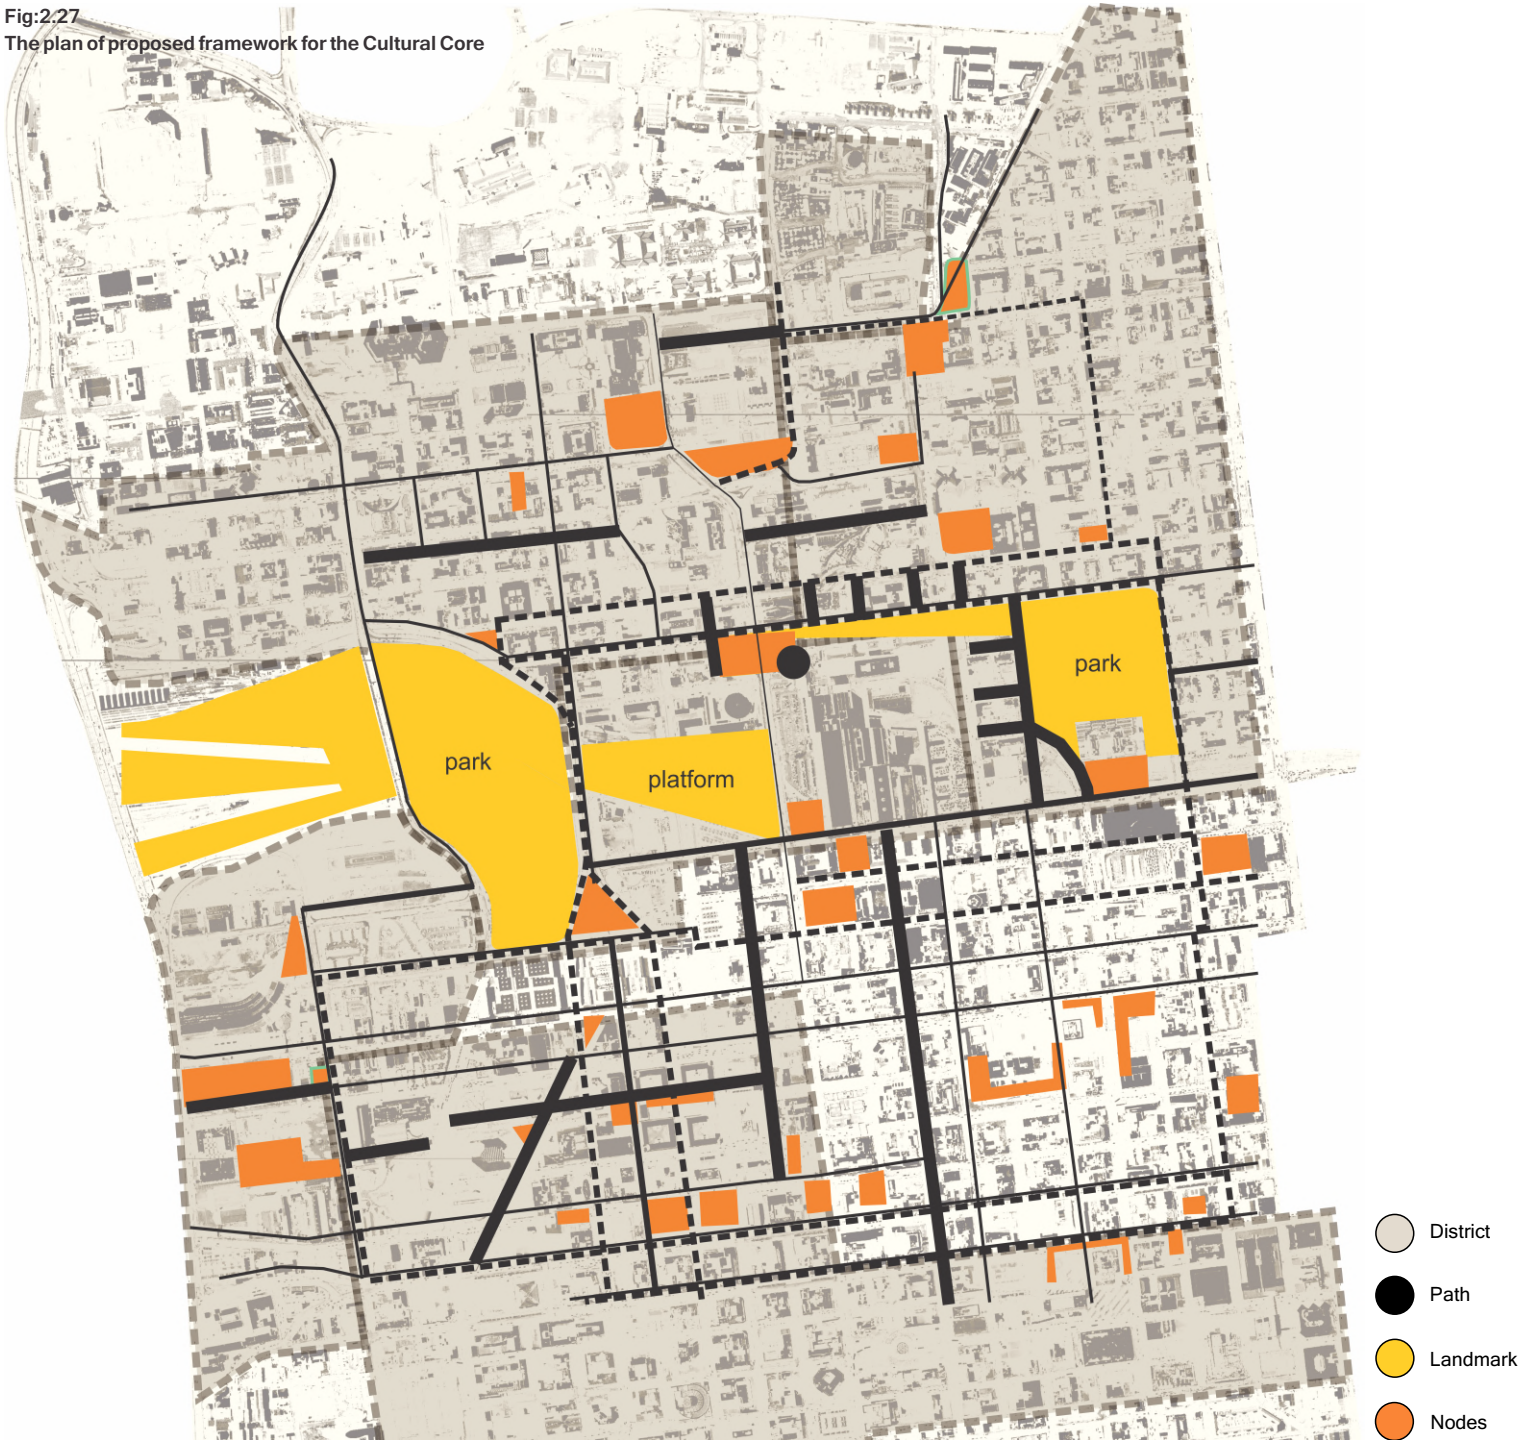 Fig:2.27
The plan of proposed framework for the Cultural Core
park
park
platform
District
Path
Landmark
Nodes